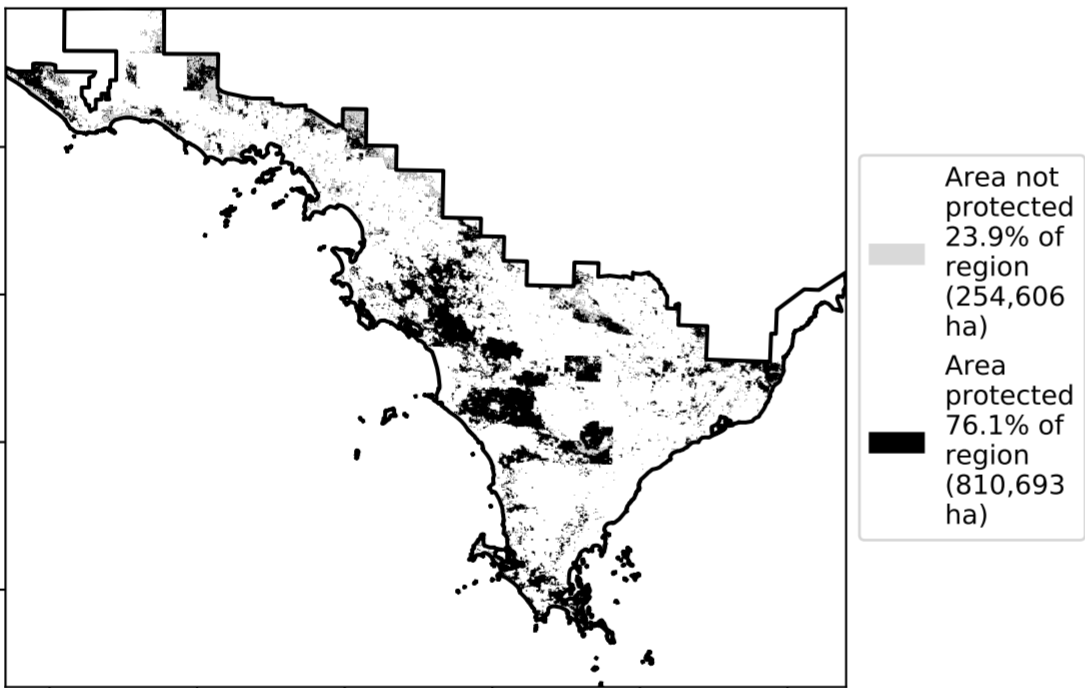 Area not
protected
23.9% of
region
(254,606
ha)
Area
protected
76.1% of
region
(810,693
ha)